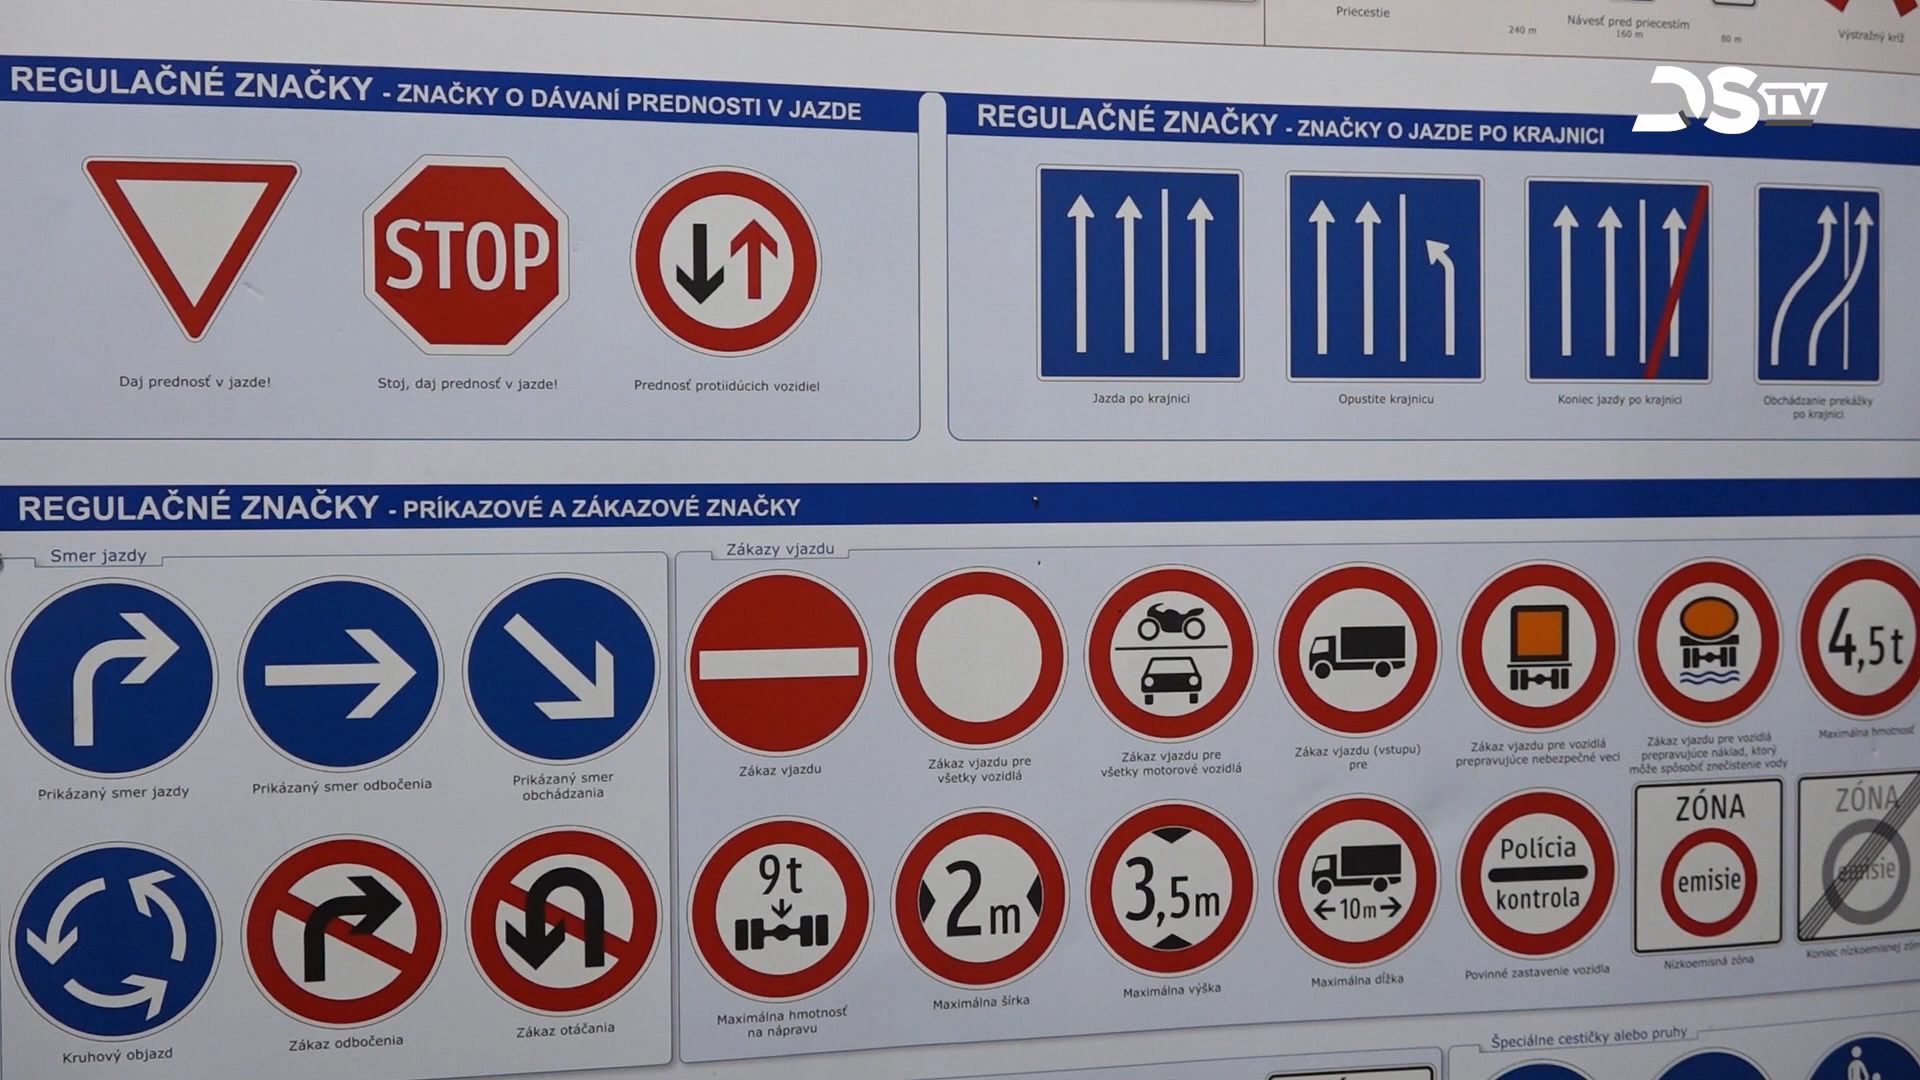 Priecestie
240 m
Návesť pred priecestím
160 m
80 m
Výstražný kríž
DSTV
REGULAČNÉ ZNAČKY - ZNAČKY O DÁVANÍ PREDNOSTI V JAZDE
STOP
Daj prednosť v jazde!
Stoj, daj prednosť v jazde!
Prednosť protiidúcich vozidiel
REGULAČNÉ ZNAČKY - ZNAČKY O JAZDE PO KRAJNICI
Jazda po krajnici
Opustite krajnicu
Koniec jazdy po krajnici
Obchádzanie prekážky
po krajnici
REGULAČNÉ ZNAČKY - PRÍKAZOVÉ A ZÁKAZOVÉ ZNAČKY
Smer jazdy
Prikázaný smer jazdy
Prikázaný smer odbočenia
Prikázaný smer
obchádzania
Kruhový objazd
Zákaz odbočenia
Zákaz otáčania
Zákazy vjazdu
4,5t
Zákaz vjazdu
Zákaz vjazdu pre
všetky vozidlá
Zákaz vjazdu pre
všetky motorové vozidlá
Zákaz vjazdu (vstupu)
pre
Zákaz vjazdu pre vozidlá
prepravujúce nebezpečné veci
Zákaz vjazdu pre vozidlá
prepravujúce náklad, ktorý
môže spôsobiť znečistenie vody
Maximálna hmotnosť
9t
2m
3,5m
10m
Polícia
kontrola
ZÓNA
emisie
ZÓNA
emisie
Maximálna hmotnosť
na nápravu
Maximálna šírka
Maximálna výška
Maximálna dĺžka
Povinné zastavenie vozidla
Nízkoemisná zóna
Koniec nízkoemisnej
Špeciálne cestičky alebo pruhy